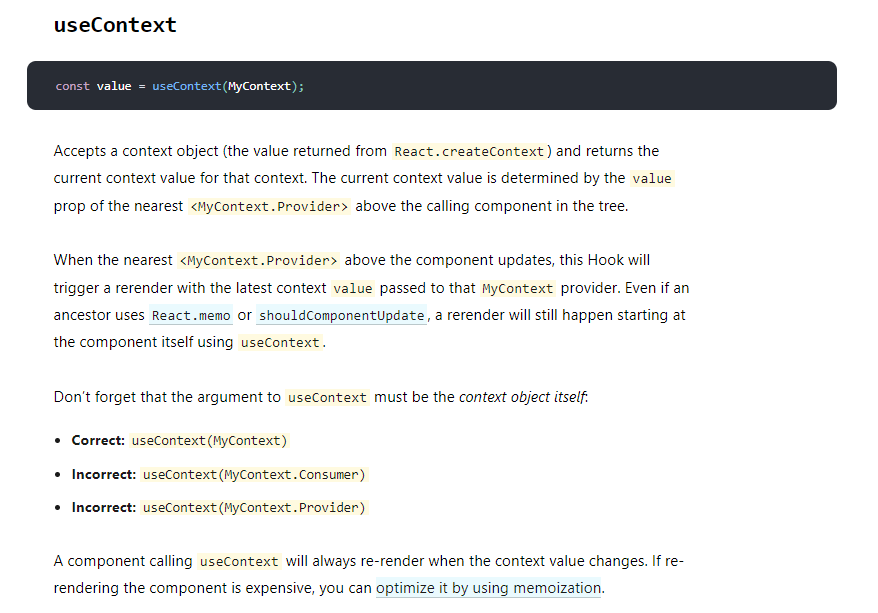 useContext
const value = useContext(MyContext);
Accepts a context object (the value returned from React.createContext) and returns the
current context value for that context. The current context value is determined by the value
prop of the nearest <MyContext.Provider> above the calling component in the tree.
When the nearest <MyContext.Provider> above the component updates, this Hook will
trigger a rerender with the latest context value passed to that MyContext provider. Even if an
ancestor uses React.memo or shouldComponentUpdate, a rerender will still happen starting at
the component itself using useContext.
Don’t forget that the argument to useContext must be the context object itself:
• Correct: useContext(MyContext)
• Incorrect: useContext(MyContext.Consumer)
• Incorrect: useContext(MyContext.Provider)
A component calling useContext will always re-render when the context value changes. If re-
rendering the component is expensive, you can optimize it by using memoization.